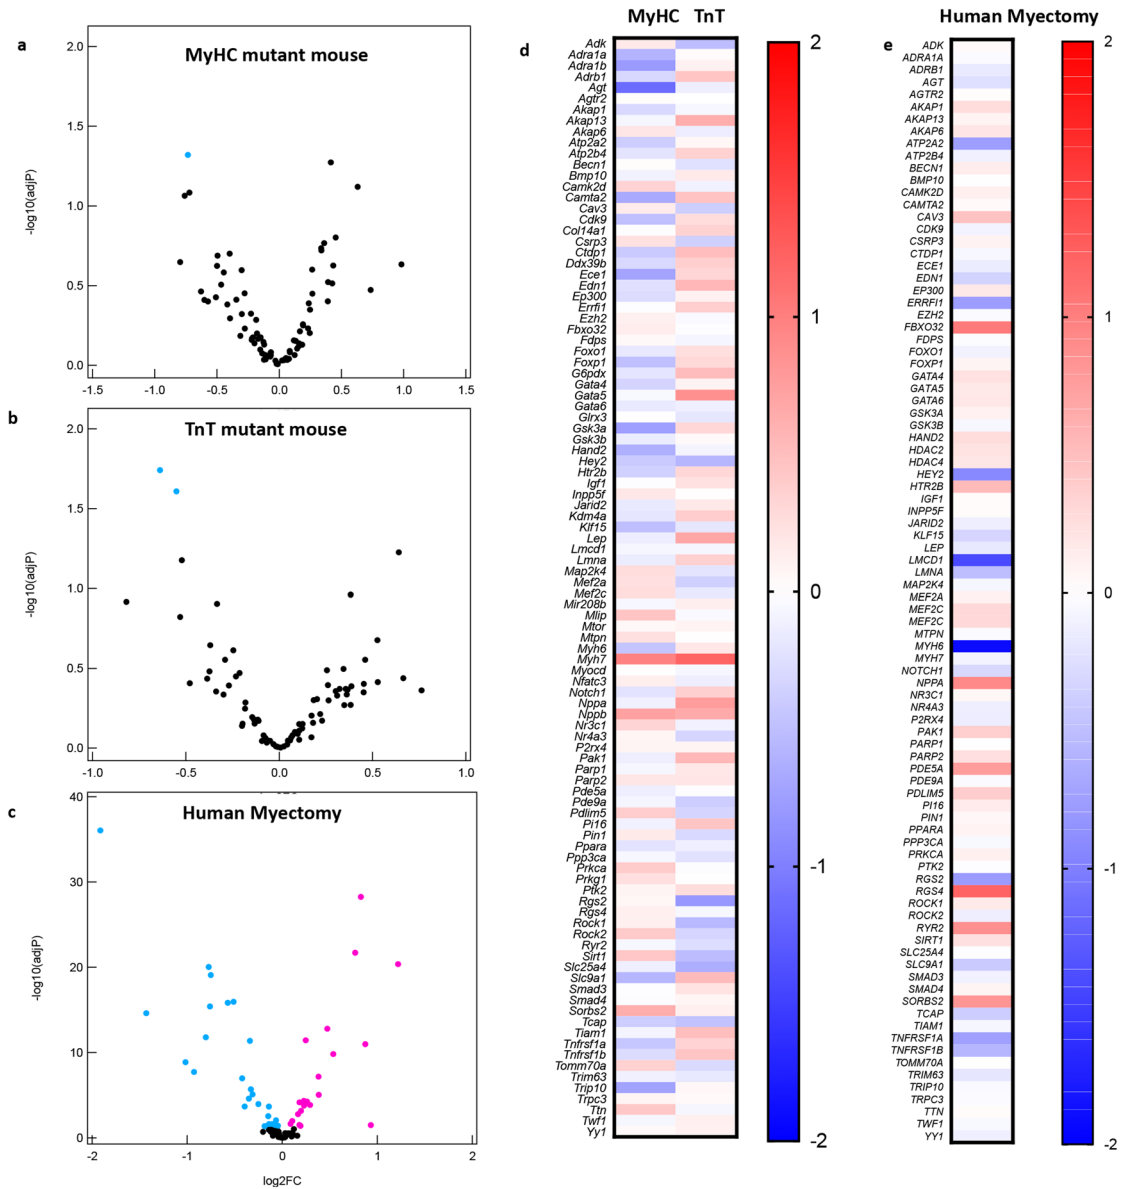 a
MyHC mutant mouse
2.0
1.5
1.0
0.5
0.0
-log10(adjP)
-1.5
-1.0
-0.5
0.0
0.5
1.0
1.5
b
TnT mutant mouse
2.0
1.5
1.0
0.5
0.0
-log10(adjP)
-1.0
-0.5
0.0
0.5
1.0
c
Human Myectomy
40
30
20
10
0
-log10(adjP)
-2
-1
0
1
2
log2FC
d
MyHC TnT
Adk
Adra1a
Adra1b
Adrb1
Agt
Agtr2
Akap1
Akap13
Akap6
Atp2a2
Atp2b4
Becn1
Bmp10
Camk2d
Camta2
Cav3
Cdk9
Col14a1
Csrp3
Ctdp1
Ddx39b
Ece1
Edn1
Ep300
Errfi1
Ezh2
Fbxo32
Fdps
Foxo1
Foxp1
G6pdx
Gata4
Gata5
Gata6
Glrx3
Gsk3a
Gsk3b
Hand2
Hey2
Htr2b
Igf1
Inpp5f
Jarid2
Kdm4a
Klf15
Lep
Lmcd1
Lmna
Map2k4
Mef2a
Mef2c
Mir208b
Mlip
Mtor
Mtpn
Myh6
Myh7
Myocd
Nfatc3
Notch1
Nppa
Nppb
Nr3c1
Nr4a3
P2rx4
Pak1
Parp1
Parp2
Pde5a
Pde9a
Pdlim5
Pi16
Pin1
Ppara
Ppp3ca
Prkca
Prkg1
Ptk2
Rgs2
Rgs4
Rock1
Rock2
Ryr2
Sirt1
Slc25a4
Slc9a1
Smad3
Smad4
Sorbs2
Tcap
Tiam1
Tnfrsf1a
Tnfrsf1b
Tomm70a
Trim63
Trip10
Trpc3
Ttn
Twf1
Yy1
2
1
0
-1
-2
e
Human Myectomy
ADK
ADRA1A
ADRB1
AGT
AGTR2
AKAP1
AKAP13
AKAP6
ATP2A2
ATP2B4
BECN1
BMP10
CAMK2D
CAMTA2
CAV3
CDK9
CSRP3
CTDP1
ECE1
EDN1
EP300
ERRFI1
EZH2
FBXO32
FDPS
FOXO1
FOXP1
GATA4
GATA5
GATA6
GSK3A
GSK3B
HAND2
HDAC2
HDAC4
HEY2
HTR2B
IGF1
INPP5F
JARID2
KLF15
LEP
LMCD1
LMNA
MAP2K4
MEF2A
MEF2C
MEF2C
MTPN
MYH6
MYH7
NOTCH1
NPPA
NR3C1
NR4A3
P2RX4
PAK1
PARP1
PARP2
PDE5A
PDE9A
PDLIM5
PI16
PIN1
PPARA
PPP3CA
PRKCA
PTK2
RGS2
RGS4
ROCK1
ROCK2
RYR2
SIRT1
SLC25A4
SLC9A1
SMAD3
SMAD4
SORBS2
TCAP
TIAM1
TNFRSF1A
TNFRSF1B
TOMM70A
TRIM63
TRIP10
TRPC3
TTN
TWF1
YY1
2
1
0
-1
-2